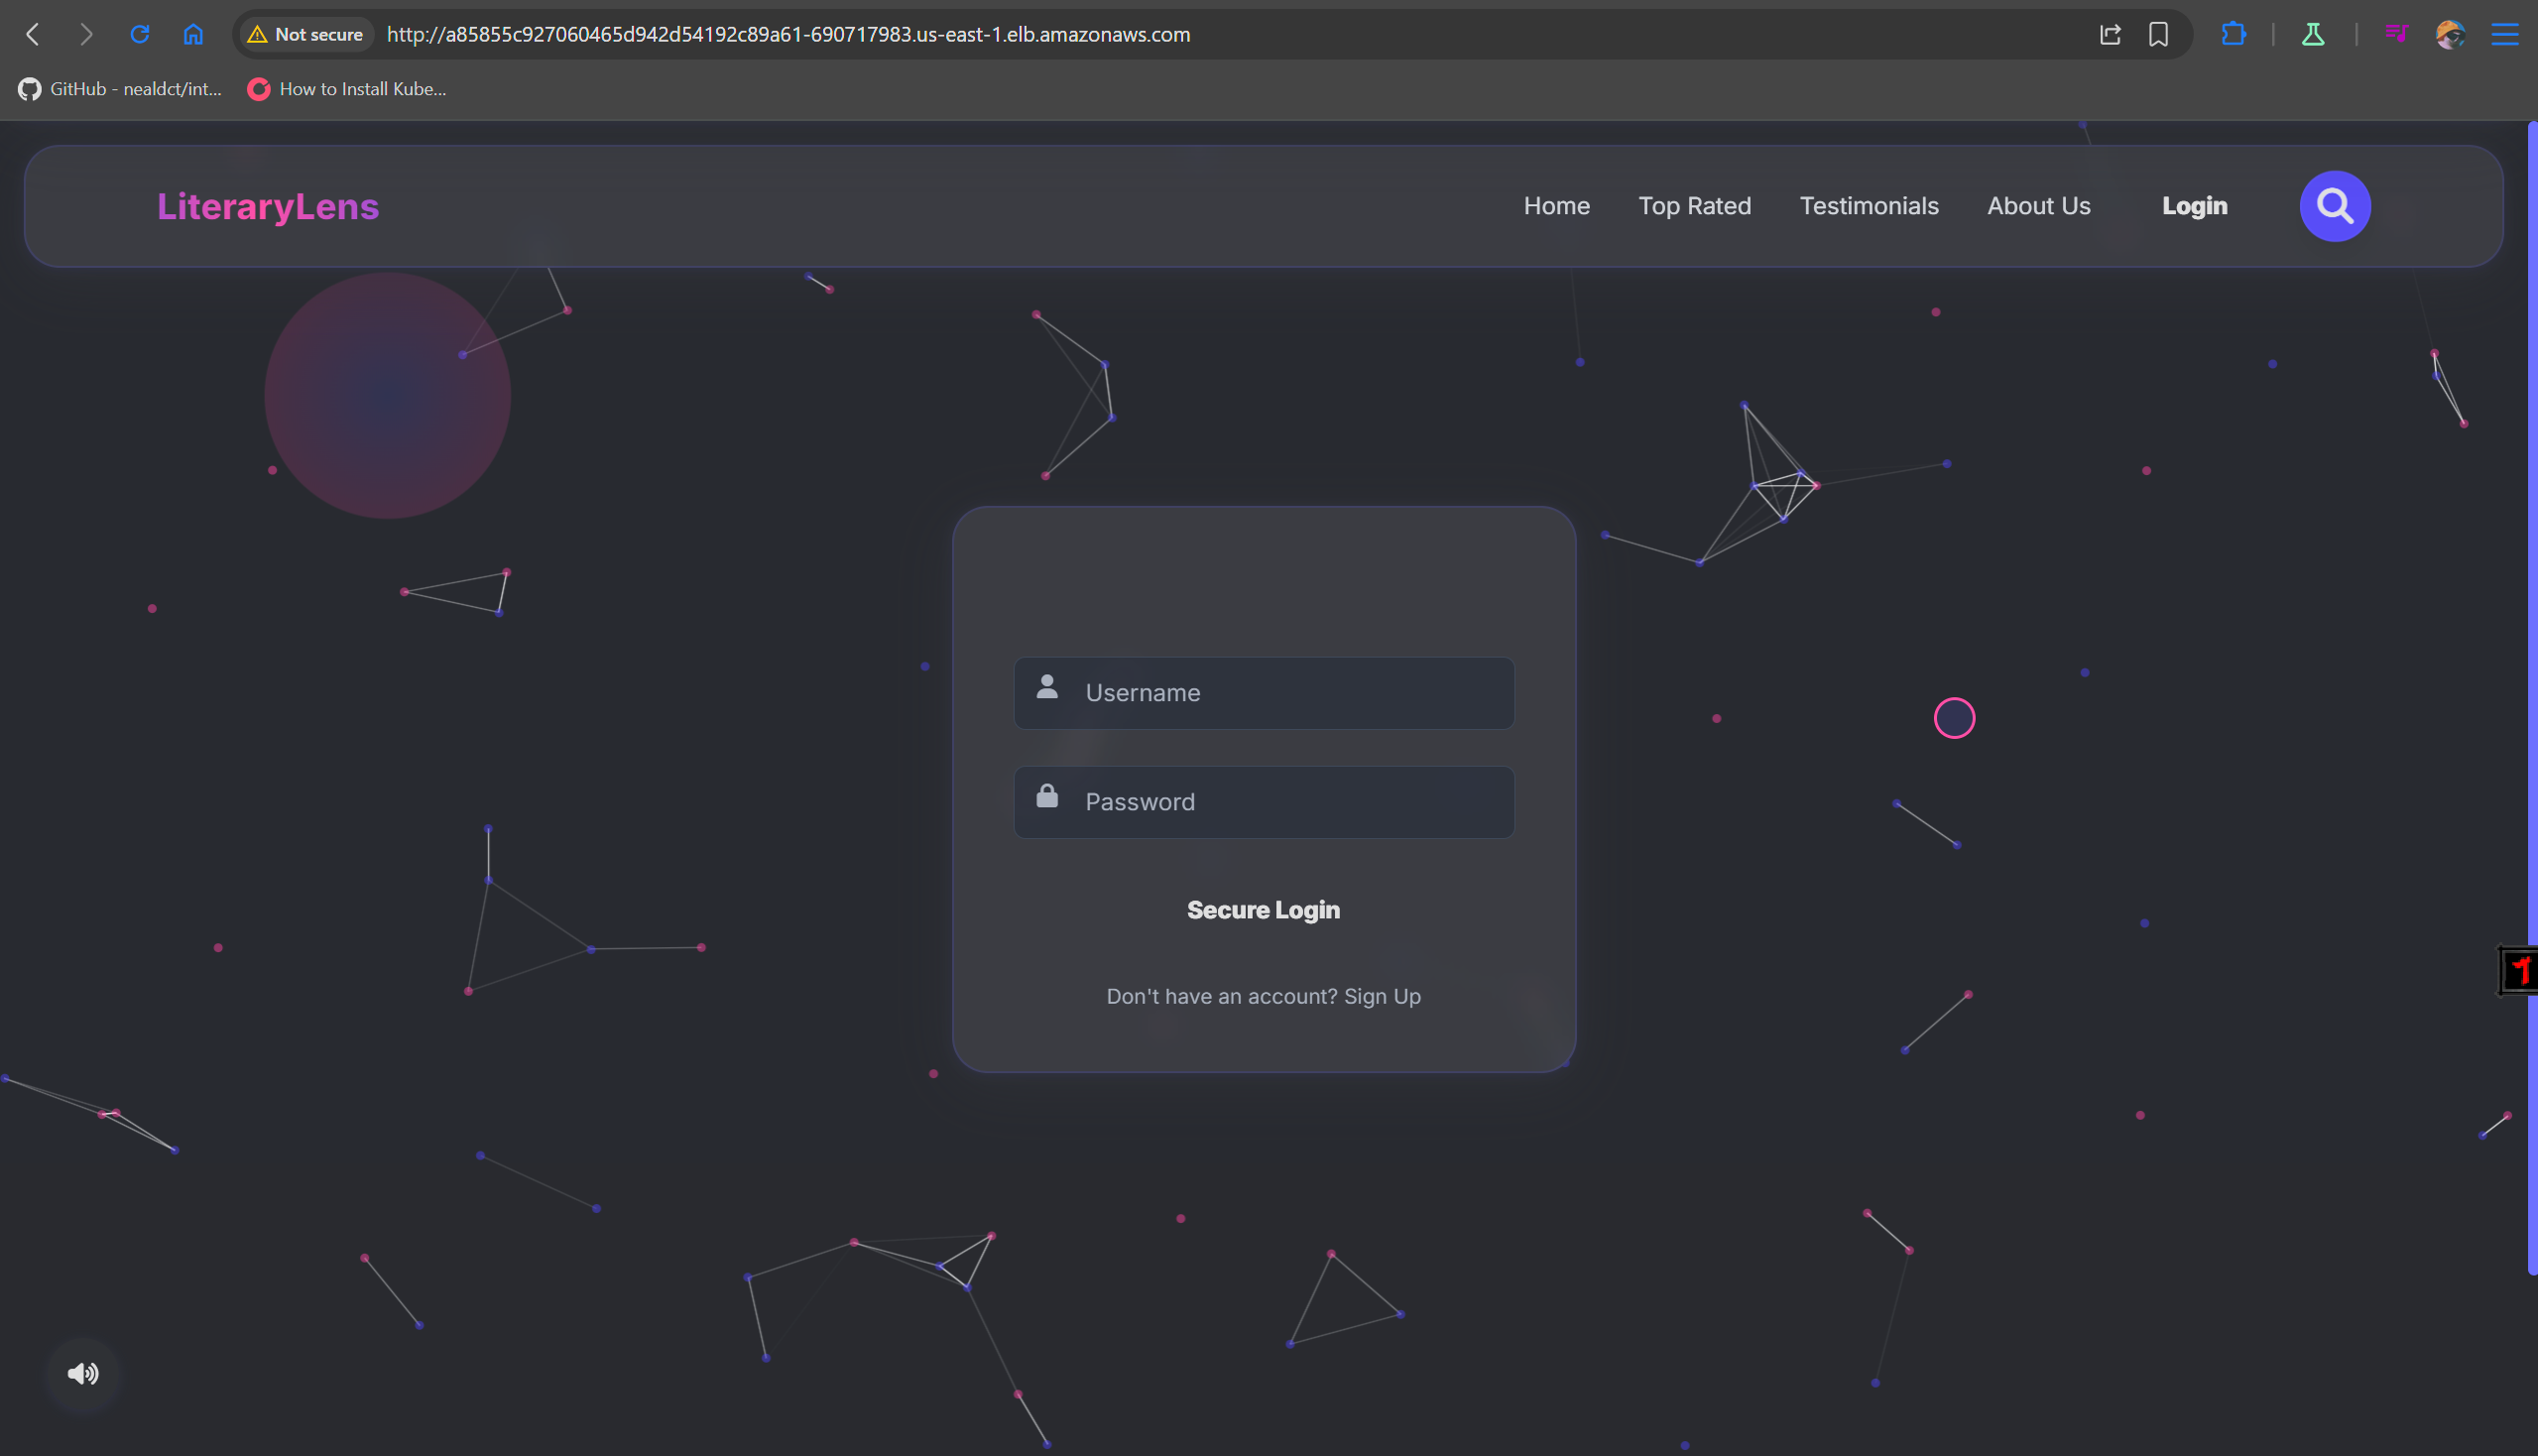 Not secure http://a85855c927060465d942d54192c89a61-690717983.us-east-1.elb.amazonaws.com
GitHub - nealdct/int... How to Install Kube...
LiteraryLens Home Top Rated Testimonials About Us Login
Username
Password
Secure Login
Don't have an account? Sign Up